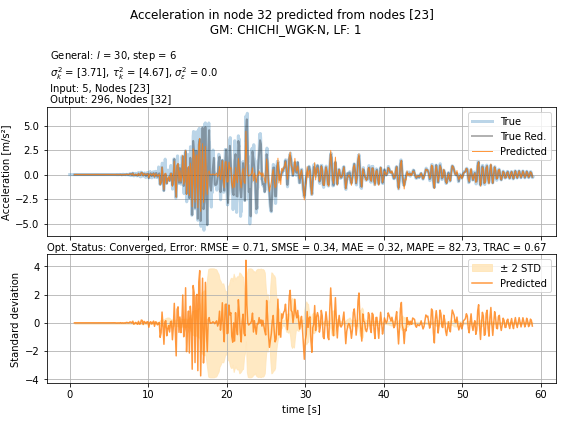 Acceleration in node 32 predicted from nodes [23]
GM: CHICHI_WGK-N, LF: 1
General: l = 30, step = 6
σ²ₖ = [3.71], τ²ₖ = [4.67], σ²ε = 0.0
Input: 5, Nodes [23]
Output: 296, Nodes [32]
Acceleration [m/s²]
5.0
2.5
0.0
−2.5
−5.0
True
True Red.
Predicted
Opt. Status: Converged, Error: RMSE = 0.71, SMSE = 0.34, MAE = 0.32, MAPE = 82.73, TRAC = 0.67
Standard deviation
4
2
0
−2
−4
± 2 STD
Predicted
0 10 20 30 40 50 60
time [s]